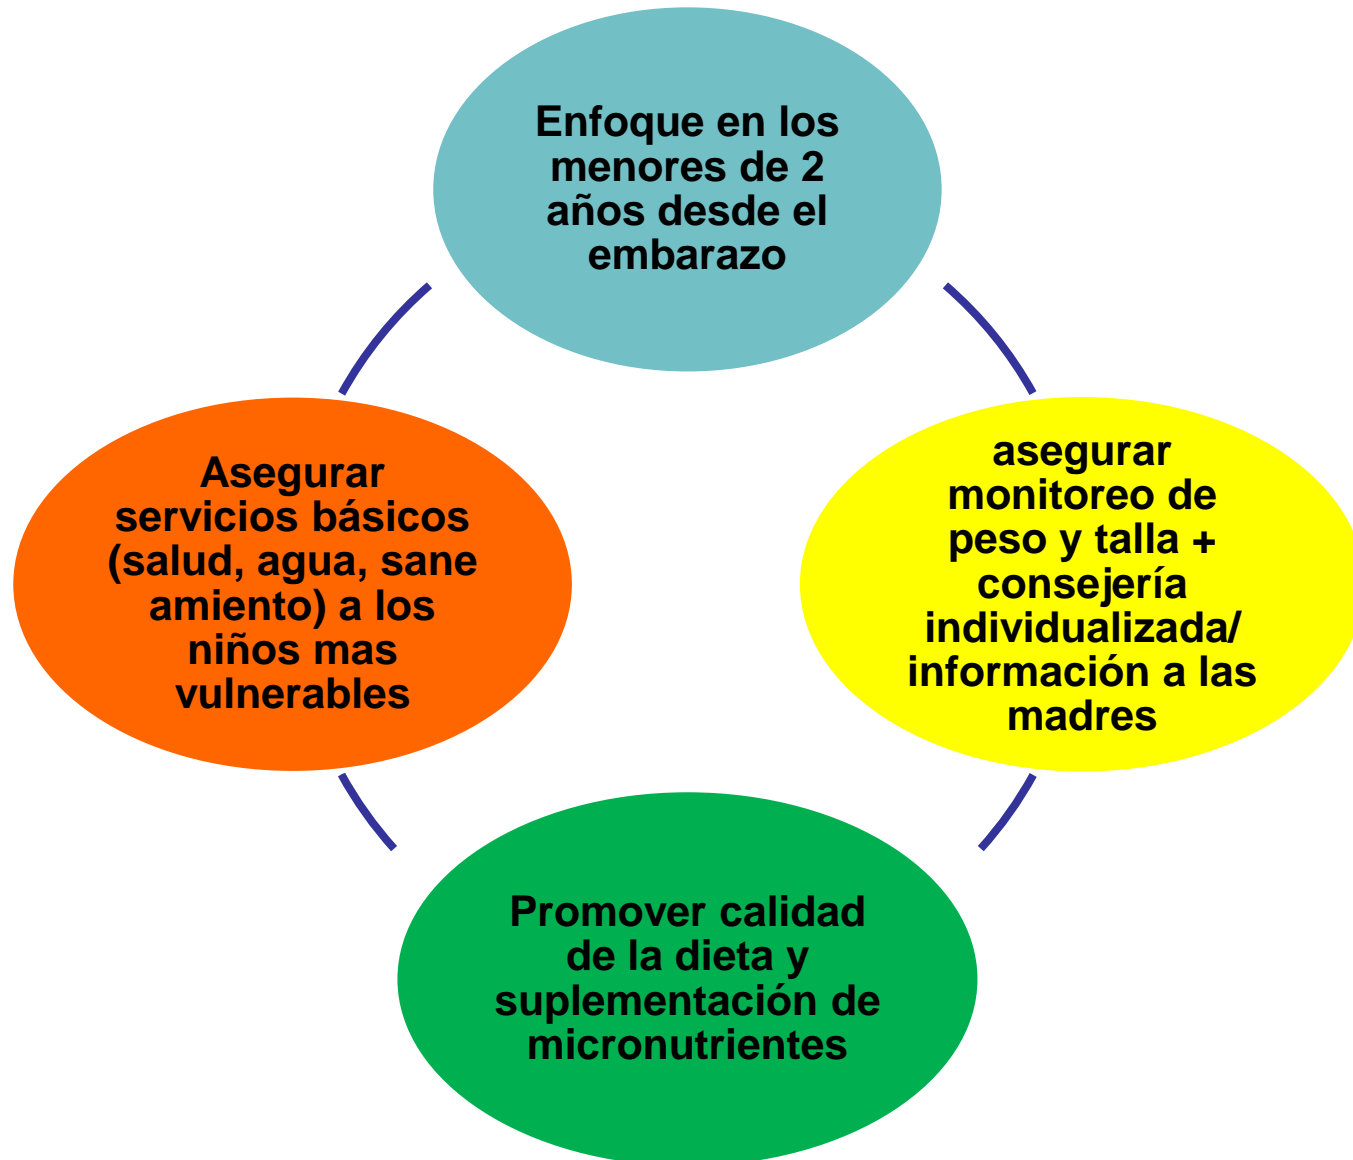 Enfoque en los
menores de 2
años desde el
embarazo
asegurar
monitoreo de
peso y talla +
consejería
individualizada/
información a las
madres
Promover calidad
de la dieta y
suplementación de
micronutrientes
Asegurar
servicios básicos
(salud, agua, sane
amiento) a los
niños mas
vulnerables